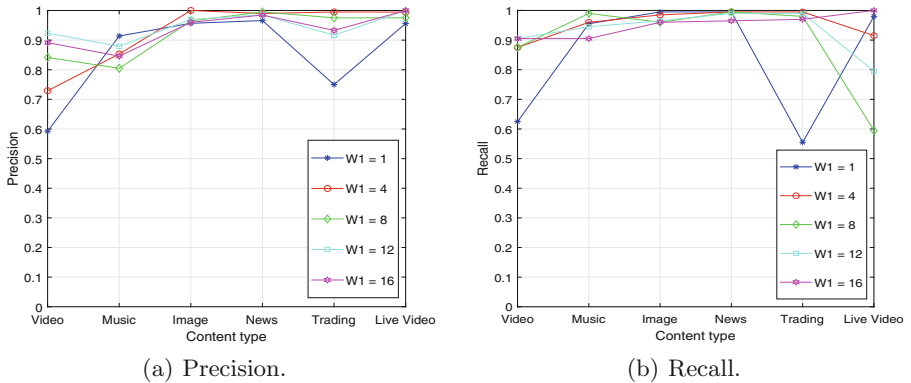 1
0.9
0.8
0.7
0.6
0.5
0.4
0.3
0.2
0.1
0
Precision
Video Music Image News Trading Live Video
Content type
W1 = 1
W1 = 4
W1 = 8
W1 = 12
W1 = 16
(a) Precision.
1
0.9
0.8
0.7
0.6
0.5
0.4
0.3
0.2
0.1
0
Recall
Video Music Image News Trading Live Video
Content type
W1 = 1
W1 = 4
W1 = 8
W1 = 12
W1 = 16
(b) Recall.